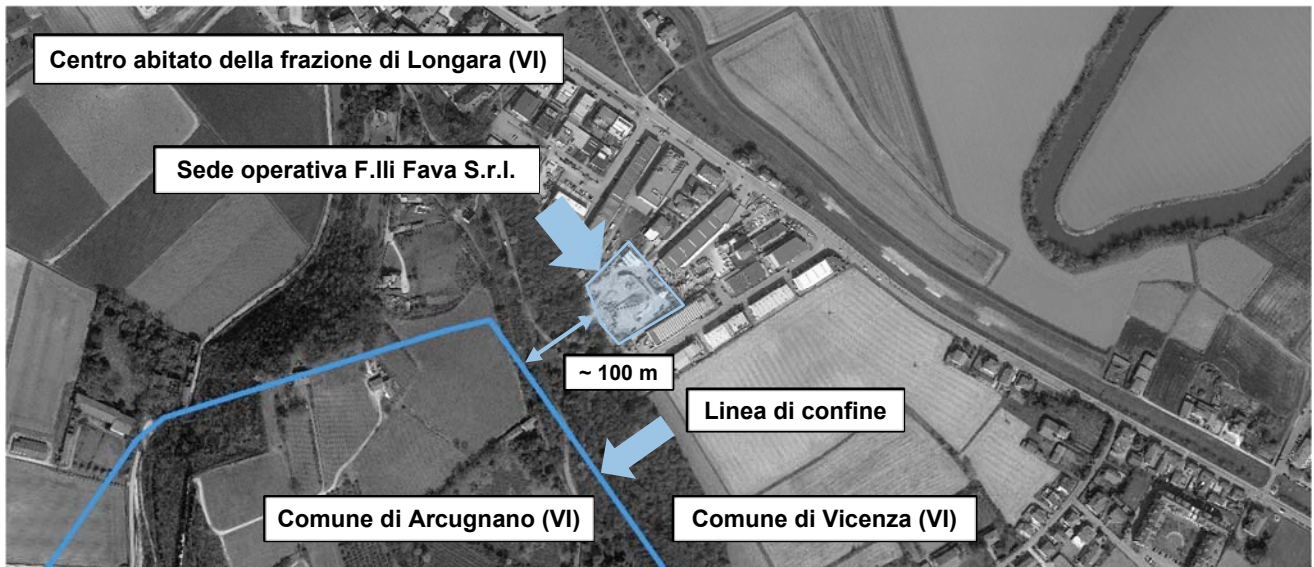 Centro abitato della frazione di Longara (VI)
Sede operativa F.lli Fava S.r.l.
~ 100 m
Linea di confine
Comune di Arcugnano (VI)
Comune di Vicenza (VI)